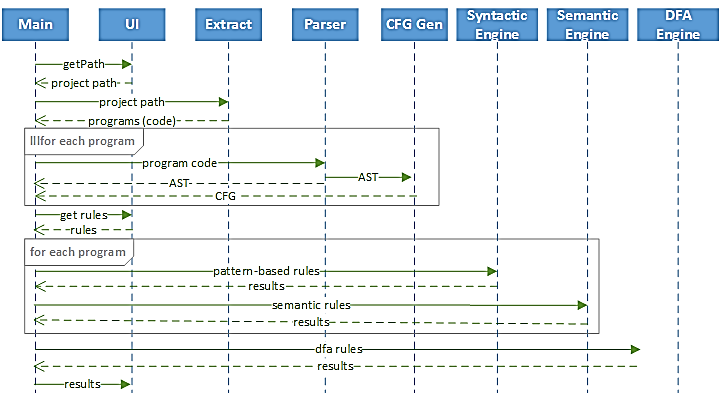 Main
UI
Extract
Parser
CFG Gen
Syntactic
Engine
Semantic
Engine
DFA
Engine
getPath
project path
project path
programs (code)
lllfor each program
program code
AST
AST
CFG
get rules
rules
for each program
pattern-based rules
results
semantic rules
results
dfa rules
results
results